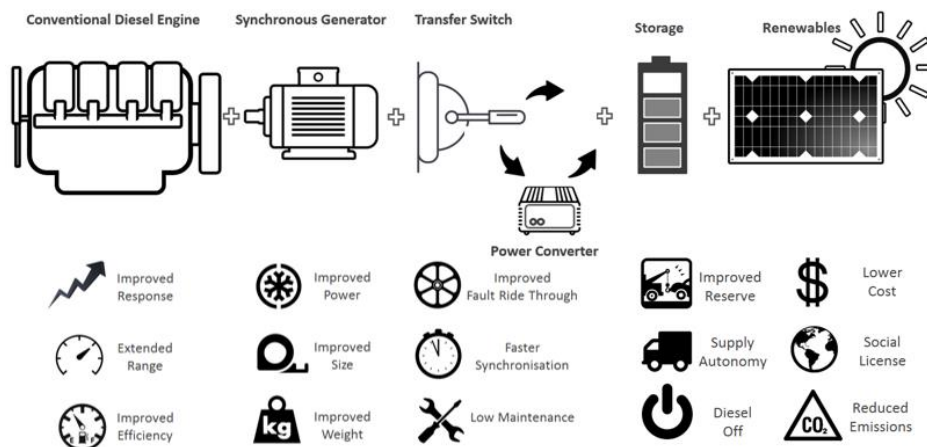 Conventional Diesel Engine
Synchronous Generator
Transfer Switch
Storage
Renewables
Power Converter
Improved
Response
Improved
Power
Improved
Fault Ride Through
Improved
Reserve
$
Lower
Cost
Extended
Range
Improved
Size
Faster
Synchronisation
Supply
Autonomy
Social
License
Improved
Efficiency
kg
Improved
Weight
Low Maintenance
Diesel
Off
CO₂
Reduced
Emissions